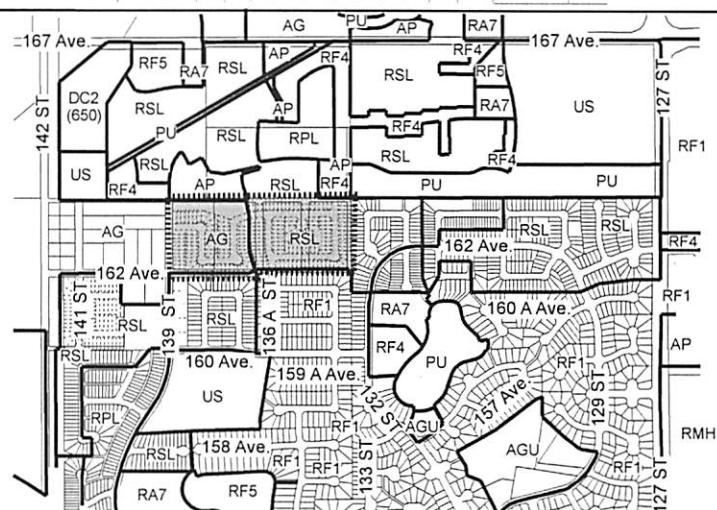 AG
PU
AP
RA7
167 Ave.
RF5
RA7
RSL
AP
RF4
RSL
RF4
RF5
167 Ave.
127 ST
142 ST
DC2
(650)
RSL
PU
AP
RA7
US
RF4
RSL
RPL
RSL
RF1
US
RSL
RF4
AP
RSL
AP
RF4
RF4
PU
PU
AG
AG
RSL
RSL
RSL
162 Ave.
RF4
162 Ave.
141 ST
RSL
139 ST
RSL
136 A ST
RF1
RA7
160 A Ave.
RF1
RSL
160 Ave.
159 A Ave.
RF4
PU
RF1
129 ST
AP
RPL
US
132 ST
157 Ave.
AGU
RMH
RSL
158 Ave.
RF1
RF1
RF1
133 ST
AGU
RF1
127 ST
RA7
RF5